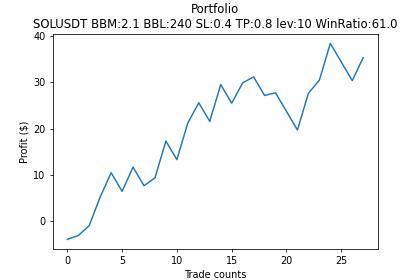 Portfolio
SOLUSDT BBM:2.1 BBL:240 SL:0.4 TP:0.8 lev:10 WinRatio:61.0
40
30
20
10
0
Profit ($)
0 5 10 15 20 25
Trade counts